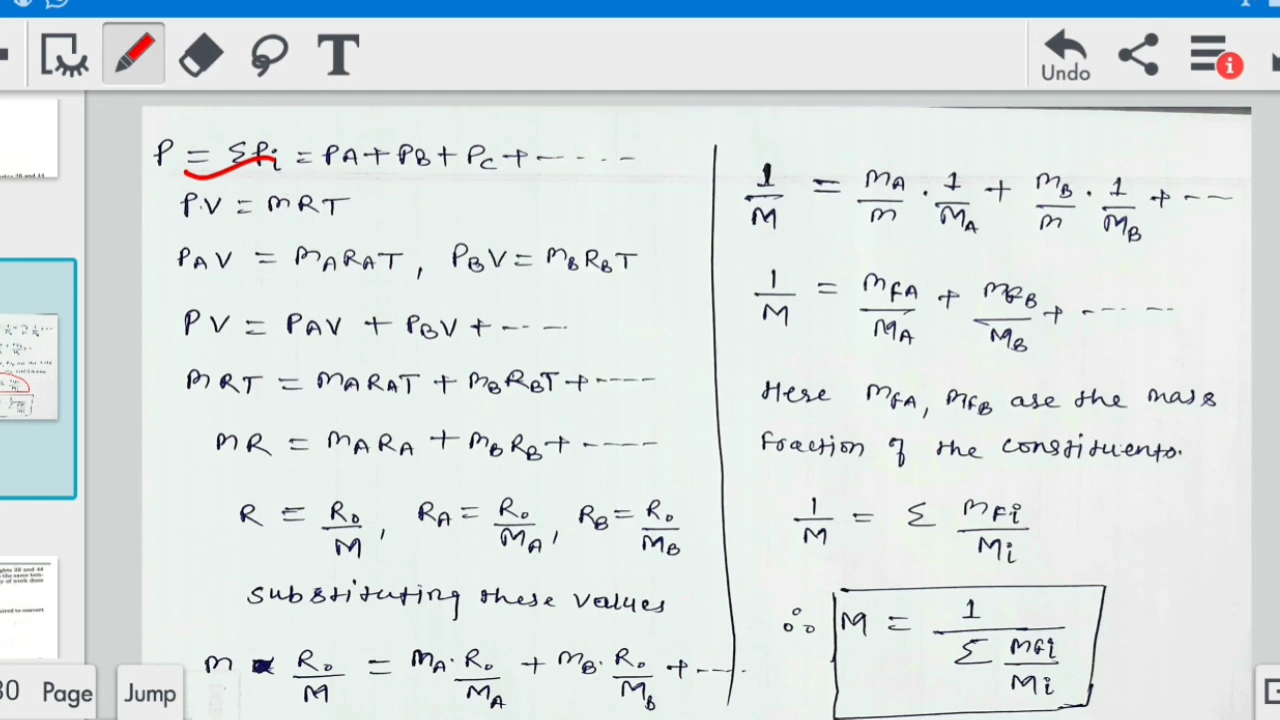 T
Undo
i
P = ΣPi = PA + PB + PC + - - - -
P.V = mRT
PAV = mARAT, PBV = mBRBT
PV = PAV + PBV + - - - -
mRT = mARAT + mBRBT + - - - -
mR = mARA + mBRB + - - - -
R = R0/M, RA = R0/MA, RB = R0/MB
substituting these values
m R0/M = mA. R0/MA + mB. R0/MB + - - - -
1/M = mA/m . 1/MA + mB/m . 1/MB + - - -
1/M = mfA/MA + mfB/MB + - - - -
Here mfA, mfB are the mass
fraction of the constituents.
1/M = Σ mfi/Mi
∴ M = 1/(Σ mfi/Mi)
30 Page
Jump